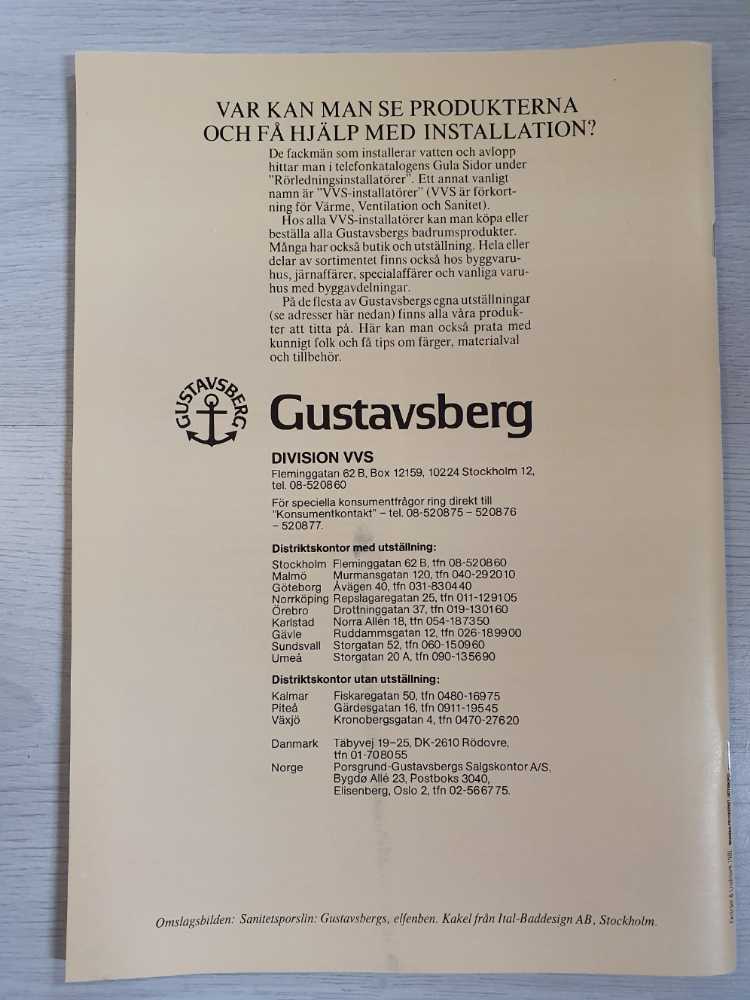 VAR KAN MAN SE PRODUKTERNA
OCH FÅ HJÄLP MED INSTALLATION?
De fackmän som installerar vatten och avlopp
hittar man i telefonkatalogens Gula Sidor under
"Rörledningsinstallatörer". Ett annat vanligt
namn är "VVS-installatörer" (VVS är förkort-
ning för Värme, Ventilation och Sanitet).
Hos alla VVS-installatörer kan man köpa eller
beställa alla Gustavsbergs badrumsprodukter.
Många har också butik och utställning. Hela eller
delar av sortimentet finns också hos byggvaru-
hus, järnaffärer, specialaffärer och vanliga varu-
hus med byggavdelningar.
På de flesta av Gustavsbergs egna utställningar
(se adresser här nedan) finns alla våra produk-
ter att titta på. Här kan man också prata med
kunnigt folk och få tips om färger, materialval
och tillbehör.
GUSTAVSBERG
Gustavsberg
DIVISION VVS
Fleminggatan 62 B, Box 12159, 10224 Stockholm 12,
tel. 08-520860
För speciella konsumentfrågor ring direkt till
"Konsumentkontakt" – tel. 08-520875 – 520876
– 520877.
Distriktskontor med utställning:
Stockholm Fleminggatan 62 B, tfn 08-520860
Malmö Murmansgatan 120, tfn 040-292010
Göteborg Åvägen 40, tfn 031-830440
Norrköping Repslagaregatan 25, tfn 011-129105
Örebro Drottninggatan 37, tfn 019-130160
Karlstad Norra Allén 18, tfn 054-187350
Gävle Ruddammsgatan 12, tfn 026-189900
Sundsvall Storgatan 52, tfn 060-150960
Umeå Storgatan 20 A, tfn 090-135690
Distriktskontor utan utställning:
Kalmar Fiskaregatan 50, tfn 0480-16975
Piteå Gärdesgatan 16, tfn 0911-19545
Växjö Kronobergsgatan 4, tfn 0470-27620
Danmark Täbyvej 19–25, DK-2610 Rödovre,
tfn 01-708055
Norge Porsgrund-Gustavsbergs Salgskontor A/S,
Bygdø Allé 23, Postboks 3040,
Elisenberg, Oslo 2, tfn 02-566775.
Omslagsbilden: Sanitetsporslin: Gustavsbergs, elfenben. Kakel från Ital-Baddesign AB, Stockholm.